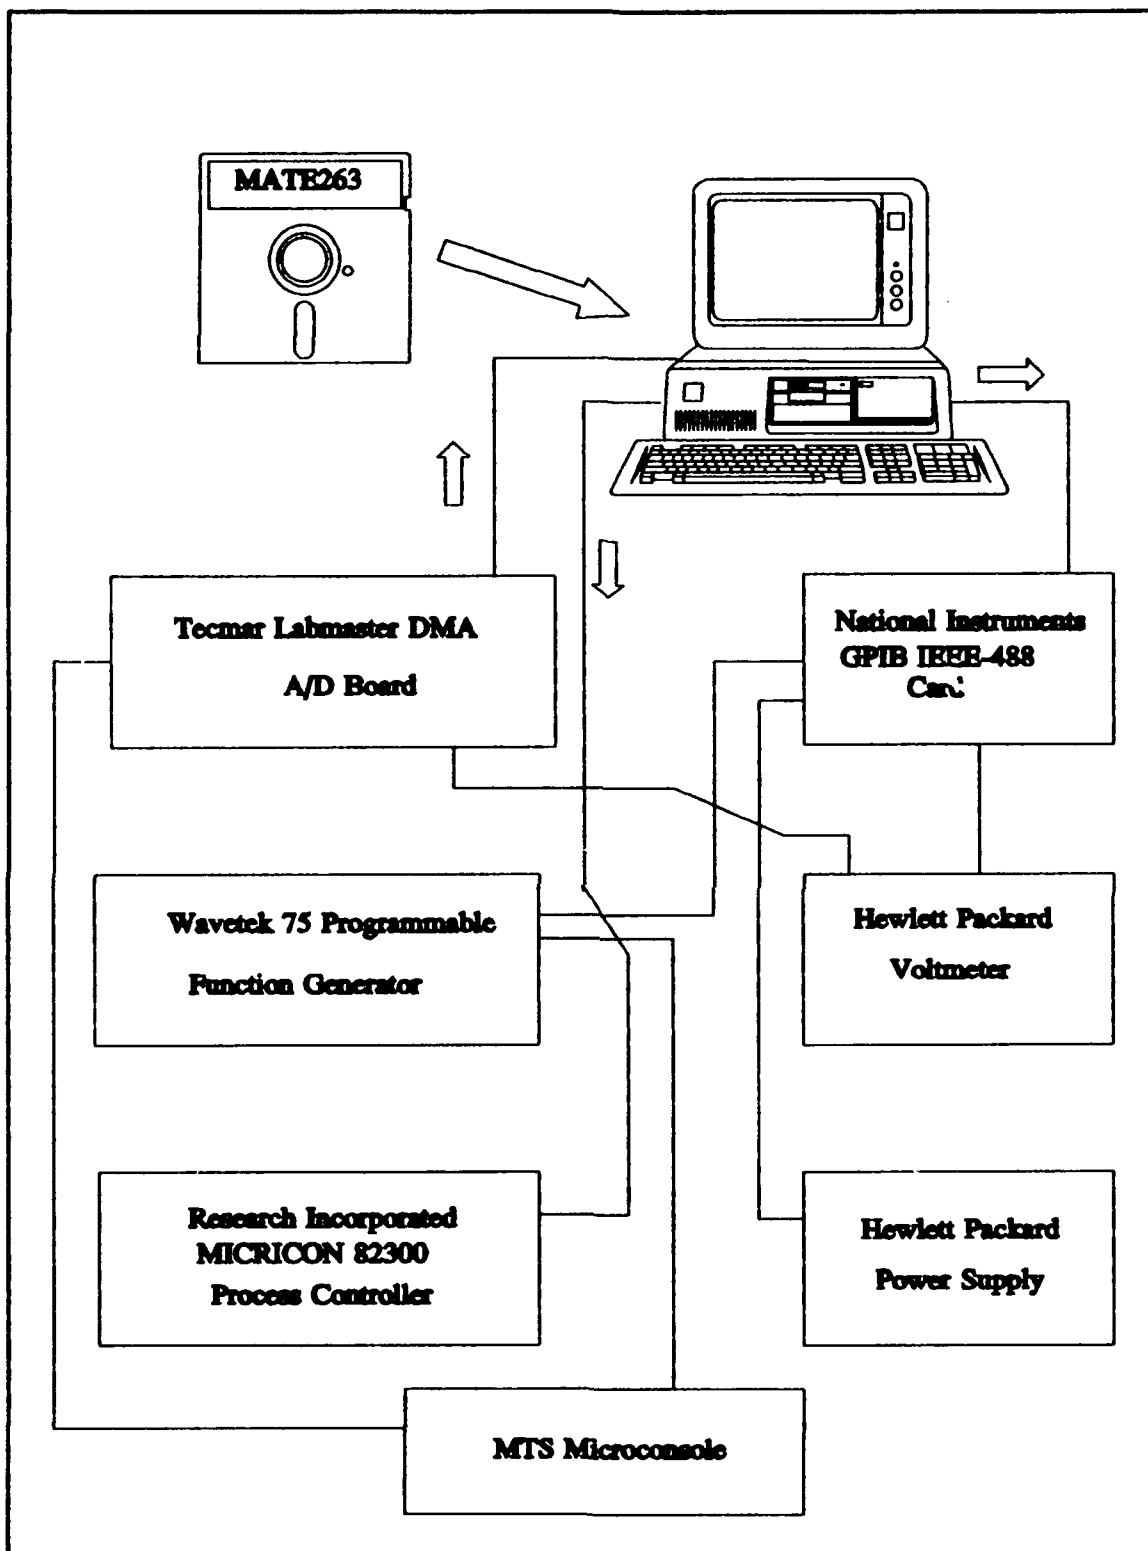 MATE263
Tecmar Labmaster DMA
A/D Board
National Instruments
GPIB IEEE-488
Card
Wavetek 75 Programmable
Function Generator
Hewlett Packard
Voltmeter
Research Incorporated
MICRICON 82300
Process Controller
Hewlett Packard
Power Supply
MTS Microconsole